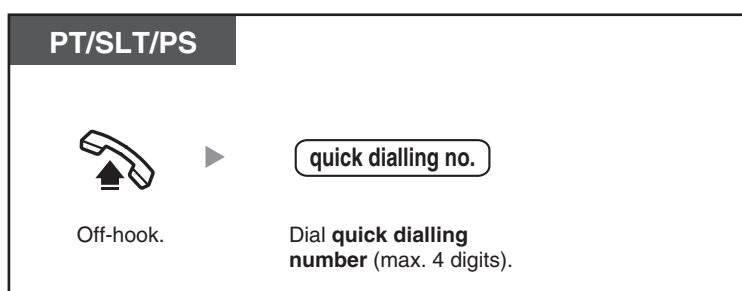 PT/SLT/PS
quick dialling no.
Off-hook.
Dial quick dialling
number (max. 4 digits).